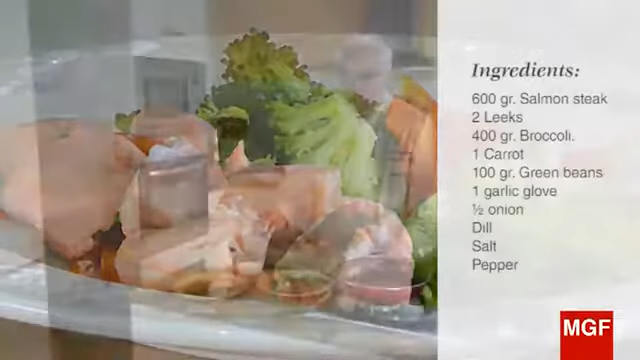 Ingredients:
600 gr. Salmon steak
2 Leeks
400 gr. Broccoli.
1 Carrot
100 gr. Green beans
1 garlic glove
½ onion
Dill
Salt
Pepper
MGF